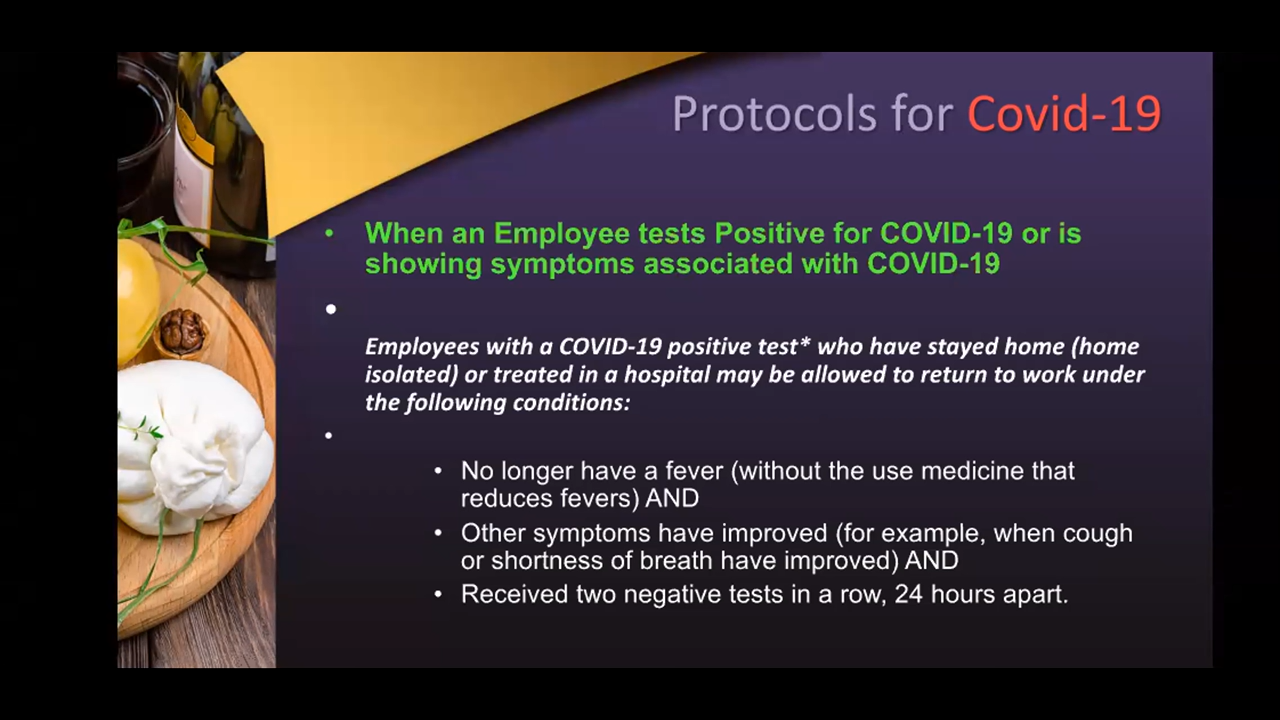 Protocols for Covid-19
• When an Employee tests Positive for COVID-19 or is
showing symptoms associated with COVID-19
•
Employees with a COVID-19 positive test* who have stayed home (home
isolated) or treated in a hospital may be allowed to return to work under
the following conditions:
•
• No longer have a fever (without the use medicine that
reduces fevers) AND
• Other symptoms have improved (for example, when cough
or shortness of breath have improved) AND
• Received two negative tests in a row, 24 hours apart.